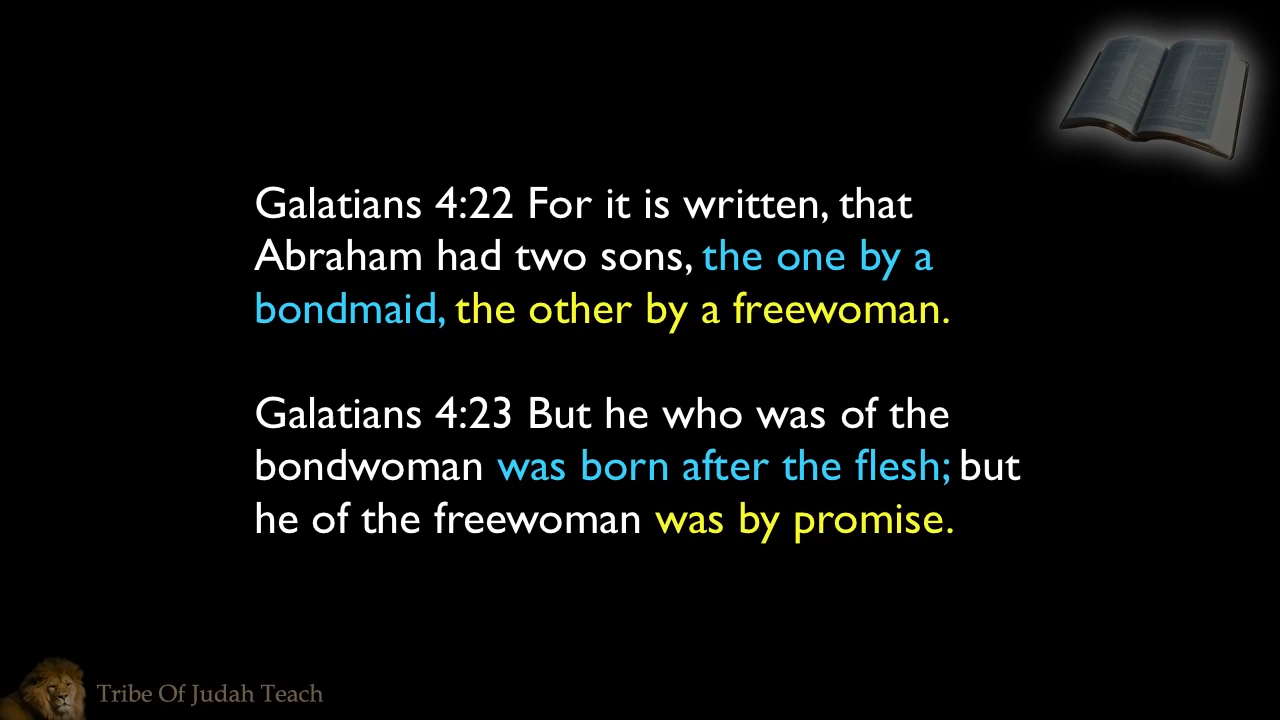 Galatians 4:22 For it is written, that
Abraham had two sons, the one by a
bondmaid, the other by a freewoman.
Galatians 4:23 But he who was of the
bondwoman was born after the flesh; but
he of the freewoman was by promise.
Tribe Of Judah Teach